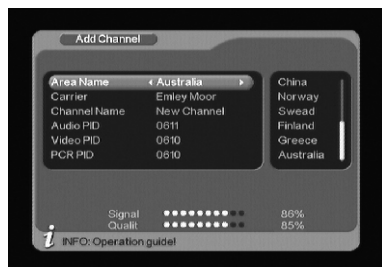 Add Channel
Area Name Australia
Carrier Emley Moor
Channel Name New Channel
Audio PID 0611
Video PID 0610
PCR PID 0610
China
Norway
Swead
Finland
Greece
Australia
Signal 86%
Qualit 85%
i INFO: Operation guide!